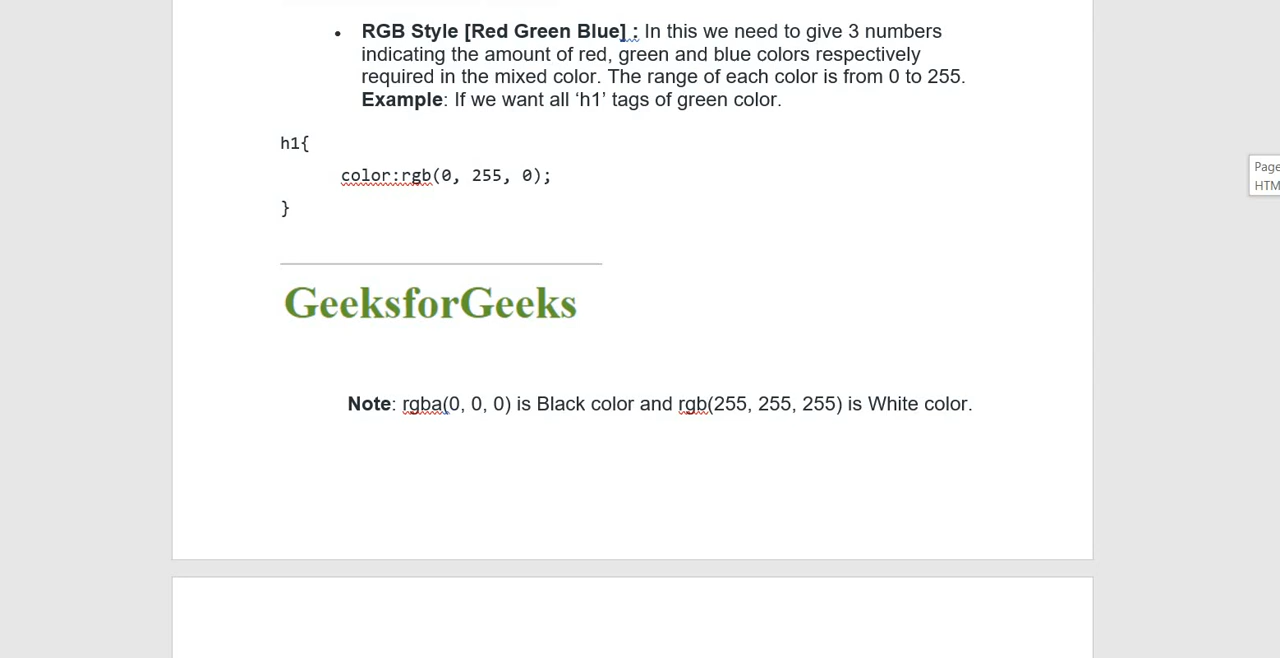 • RGB Style [Red Green Blue] : In this we need to give 3 numbers
indicating the amount of red, green and blue colors respectively
required in the mixed color. The range of each color is from 0 to 255.
Example: If we want all ‘h1’ tags of green color.
h1{
color:rgb(0, 255, 0);
}
Page
HTM
GeeksforGeeks
Note: rgba(0, 0, 0) is Black color and rgb(255, 255, 255) is White color.